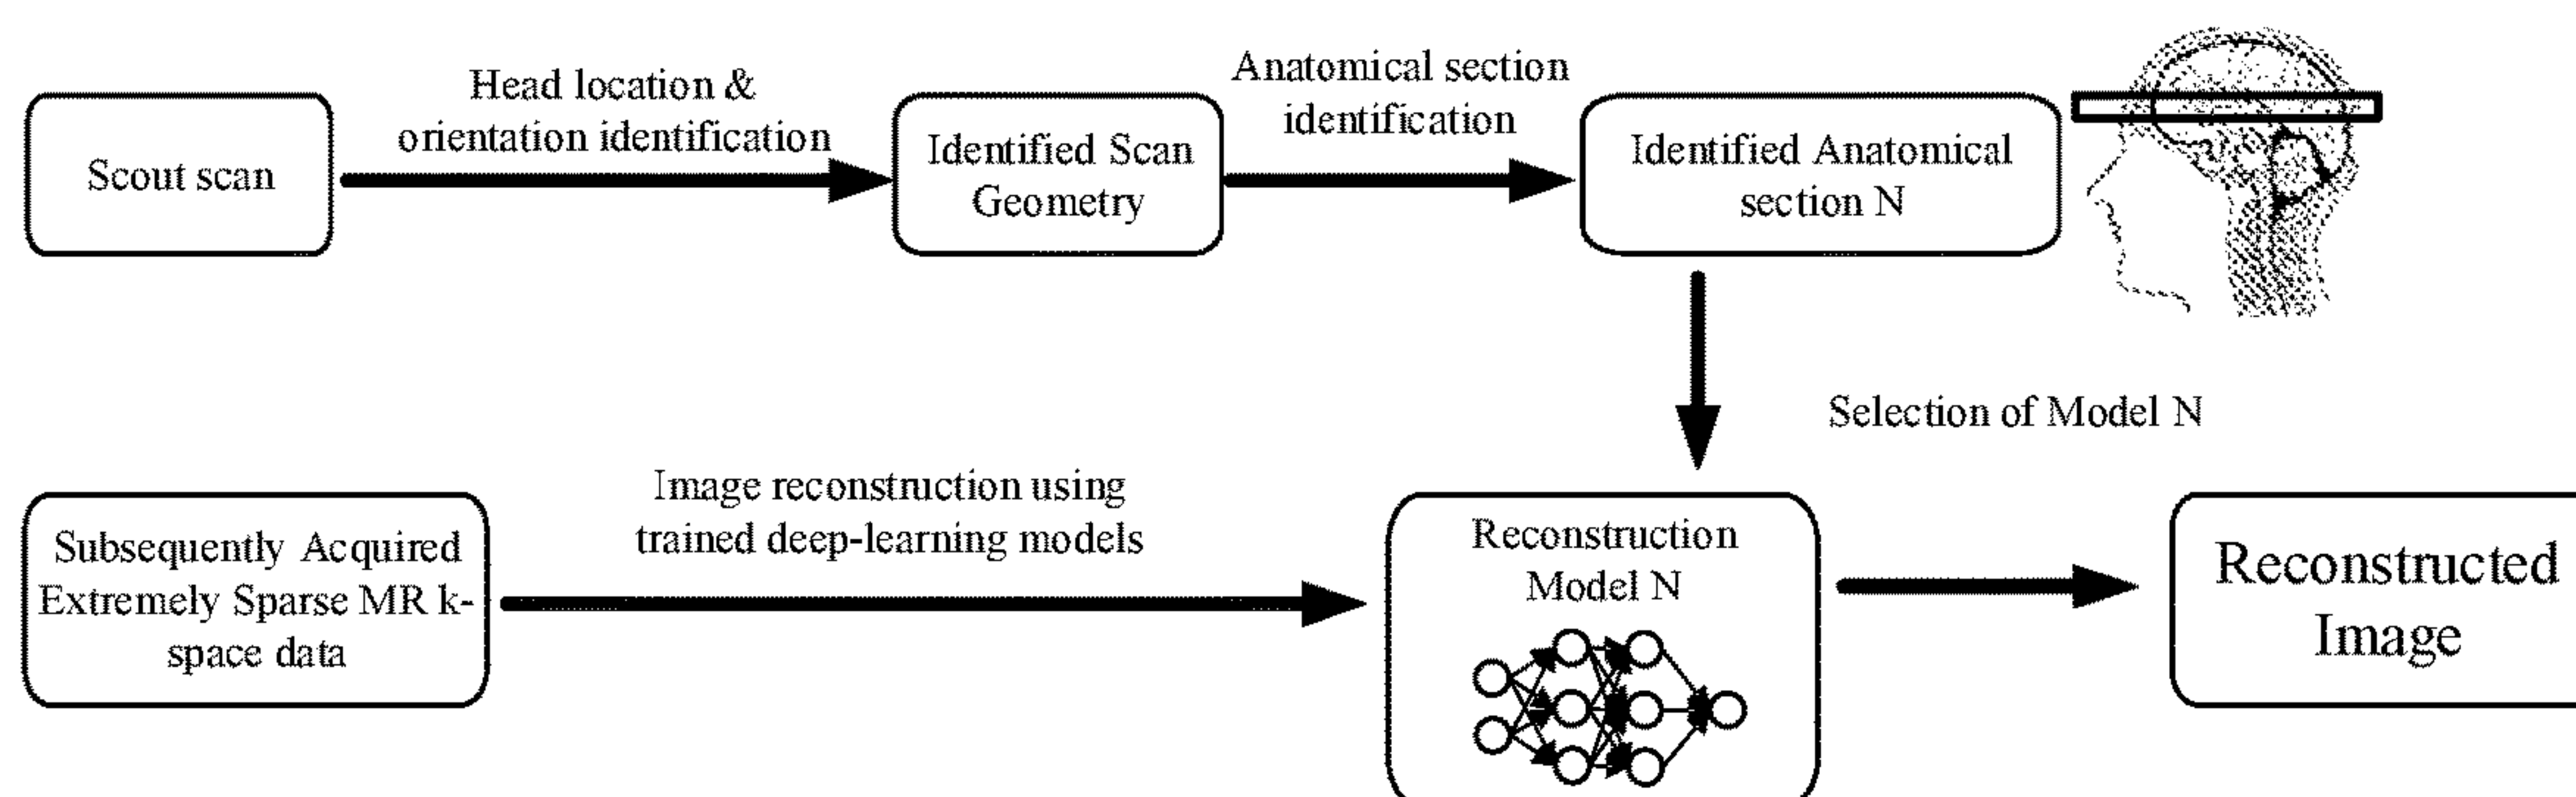 Head location &
orientation identification
Anatomical section
identification
Scout scan
Identified Scan
Geometry
Identified Anatomical
section N
Selection of Model N
Image reconstruction using
trained deep-learning models
Subsequently Acquired
Extremely Sparse MR k-
space data
Reconstruction
Model N
Reconstructed
Image